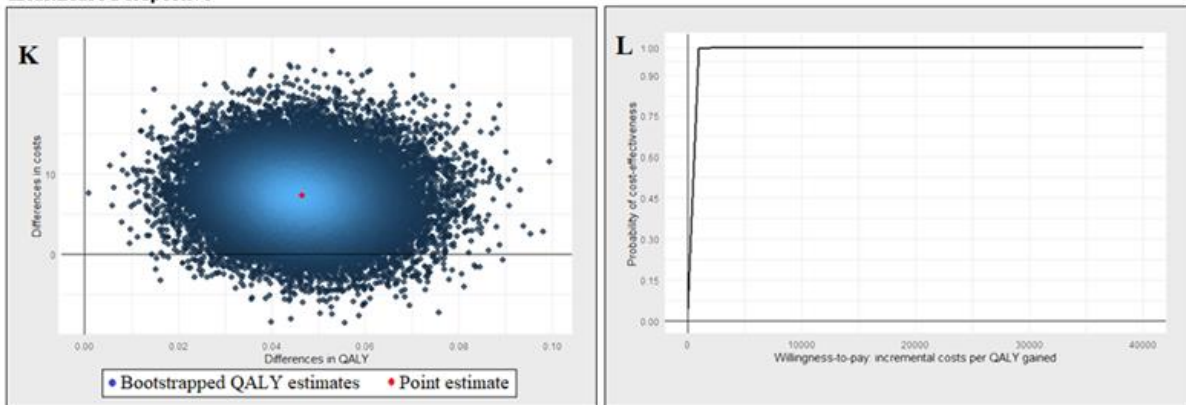 K
Differences in costs
10
0
0.00 0.02 0.04 0.06 0.08 0.10
Differences in QALY
Bootstrapped QALY estimates Point estimate
L
Probability of cost-effectiveness
1.00
0.90
0.75
0.60
0.45
0.30
0.15
0.00
0 10000 20000 30000 40000
Willingness-to-pay: incremental costs per QALY gained